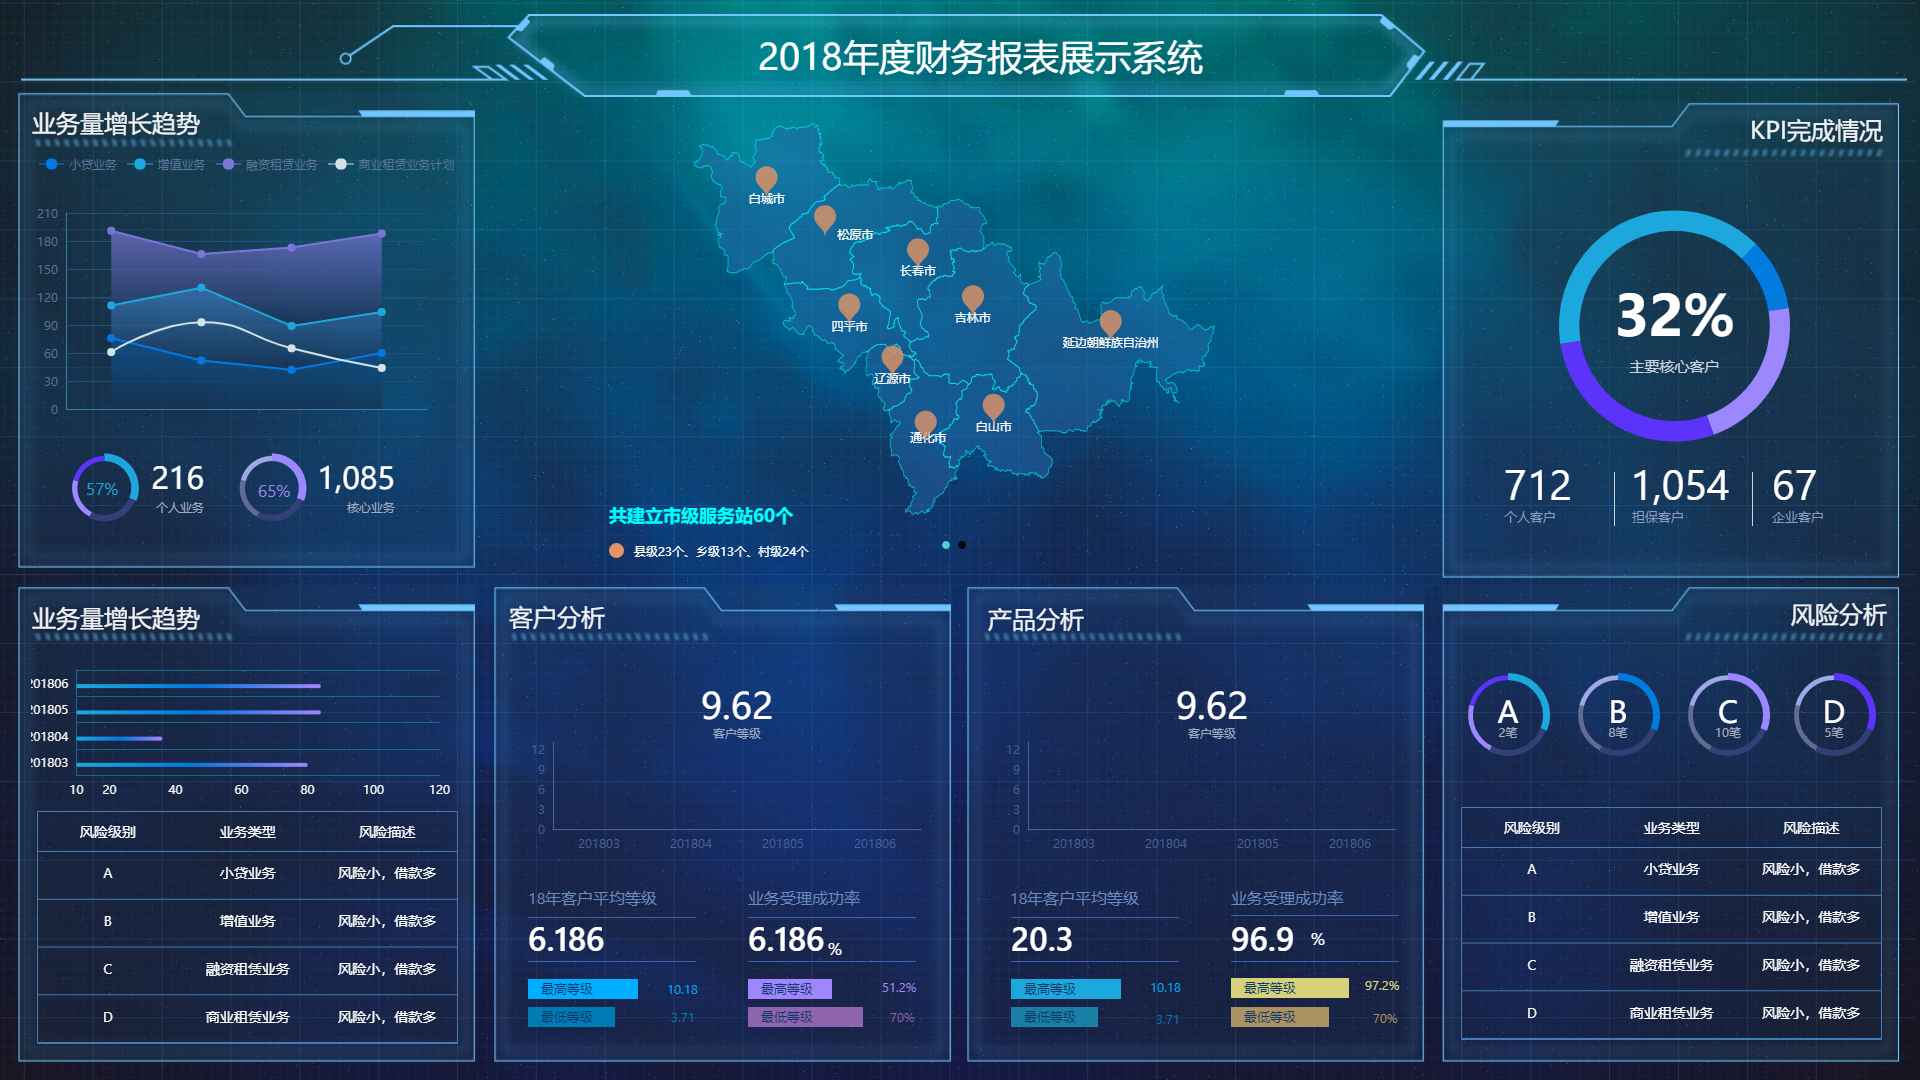 2018年度财务报表展示系统
业务量增长趋势
小贷业务 增值业务 融资租赁业务 商业租赁业务计划
210
180
150
120
90
60
30
0
57%
216
个人业务
65%
1,085
核心业务
白城市
松原市
长春市
吉林市
四平市
延边朝鲜族自治州
辽源市
白山市
通化市
共建立市级服务站60个
县级23个、乡级13个、村级24个
KPI完成情况
32%
主要核心客户
712
个人客户
1,054
担保客户
67
企业客户
业务量增长趋势
201806
201805
201804
201803
10 20 40 60 80 100 120
风险级别 业务类型 风险描述
A 小贷业务 风险小，借款多
B 增值业务 风险小，借款多
C 融资租赁业务 风险小，借款多
D 商业租赁业务 风险小，借款多
客户分析
9.62
客户等级
12
9
6
3
0
201803 201804 201805 201806
18年客户平均等级
6.186
最高等级 10.18
最低等级 3.71
业务受理成功率
6.186 %
最高等级 51.2%
最低等级 70%
产品分析
9.62
客户等级
12
9
6
3
0
201803 201804 201805 201806
18年客户平均等级
20.3
最高等级 10.18
最低等级 3.71
业务受理成功率
96.9 %
最高等级 97.2%
最低等级 70%
风险分析
A
2笔
B
8笔
C
10笔
D
5笔
风险级别 业务类型 风险描述
A 小贷业务 风险小，借款多
B 增值业务 风险小，借款多
C 融资租赁业务 风险小，借款多
D 商业租赁业务 风险小，借款多